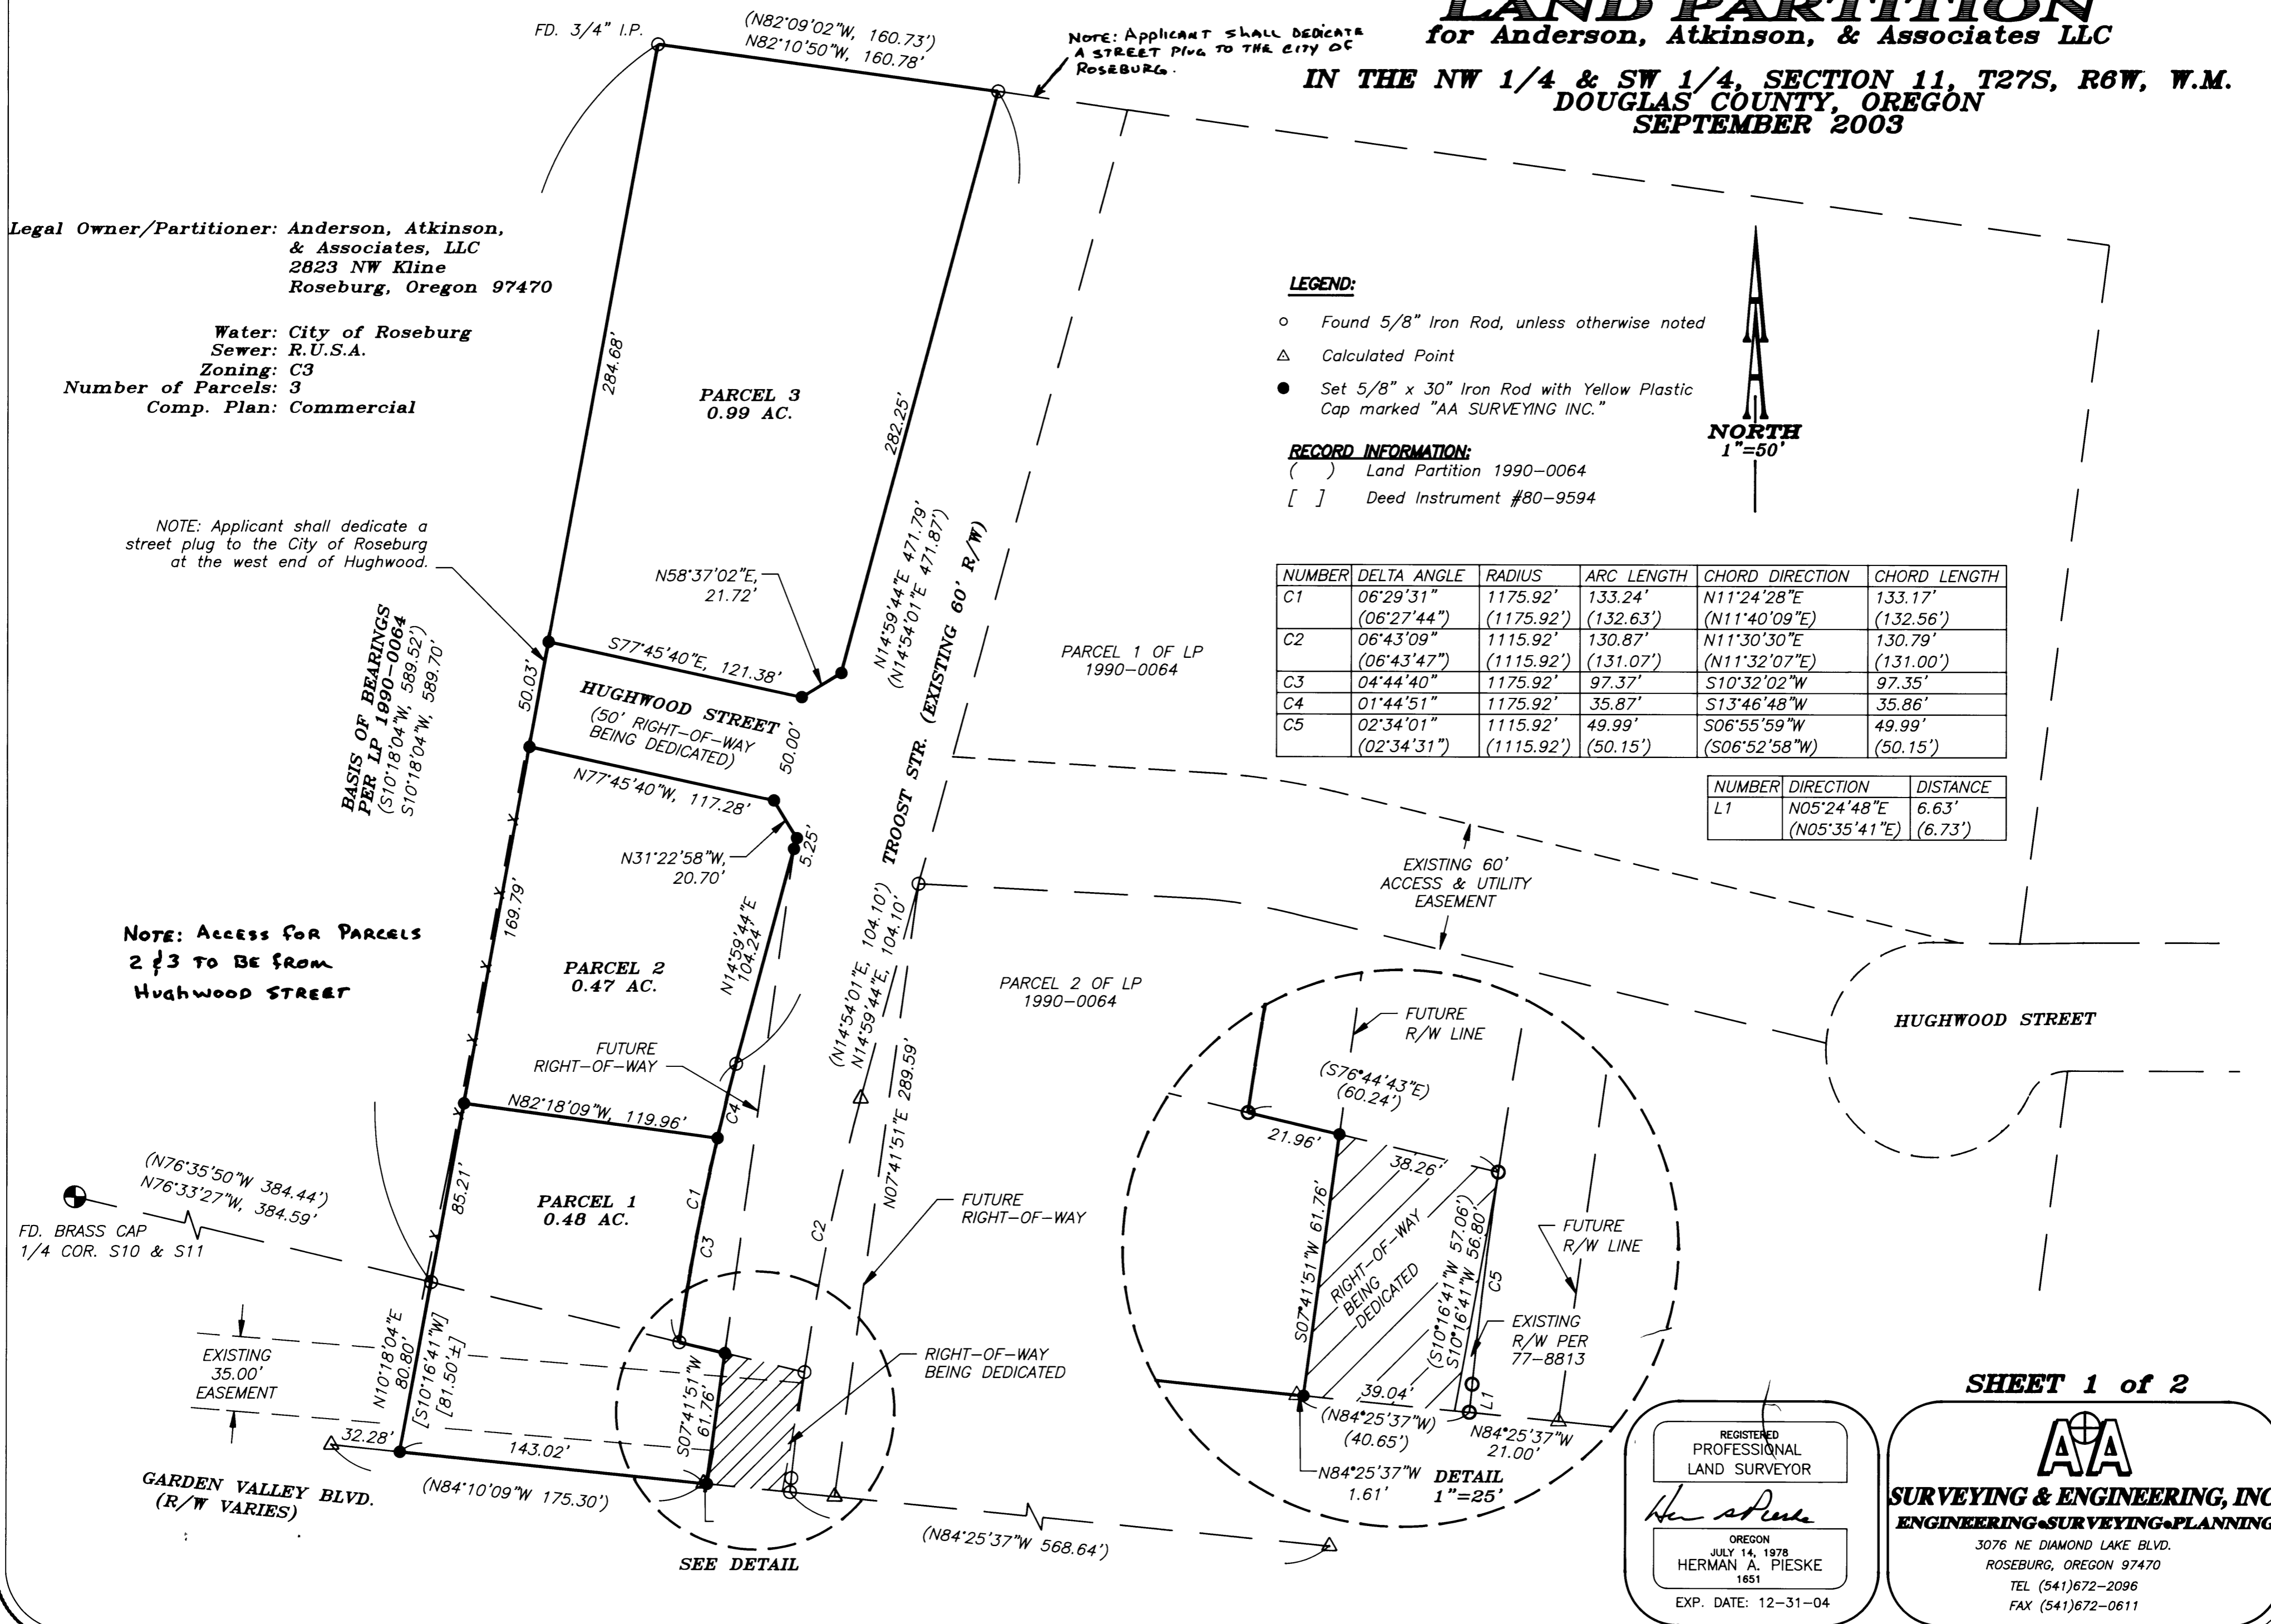 LAND PARTITION
for Anderson, Atkinson, & Associates LLC
IN THE NW 1/4 & SW 1/4, SECTION 11, T27S, R6W, W.M.
DOUGLAS COUNTY, OREGON
SEPTEMBER 2003
FD. 3/4" I.P.
(N82°09'02"W, 160.73')
N82°10'50"W, 160.78'
NOTE: APPLICANT SHALL DEDICATE
A STREET PLUG TO THE CITY OF
ROSEBURG.
Legal Owner/Partitioner: Anderson, Atkinson,
& Associates, LLC
2823 NW Kline
Roseburg, Oregon 97470
Water: City of Roseburg
Sewer: R.U.S.A.
Zoning: C3
Number of Parcels: 3
Comp. Plan: Commercial
284.68'
PARCEL 3
0.99 AC.
282.25'
LEGEND:
Found 5/8" Iron Rod, unless otherwise noted
Calculated Point
Set 5/8" x 30" Iron Rod with Yellow Plastic
Cap marked "AA SURVEYING INC."
RECORD INFORMATION:
( ) Land Partition 1990-0064
[ ] Deed Instrument #80-9594
NORTH
1"=50'
NOTE: Applicant shall dedicate a
street plug to the City of Roseburg
at the west end of Hughwood.
N58°37'02"E,
21.72'
N14°59'44"E 471.79'
(N14°54'01"E 471.87')
TROOST STR. (EXISTING 60' R/W)
BASIS OF BEARINGS
PER LP 1990-0064
(S10°18'04"W, 589.52')
S10°18'04"W, 589.70'
50.03'
S77°45'40"E, 121.38'
HUGHWOOD STREET
(50' RIGHT-OF-WAY
BEING DEDICATED)
50.00'
N77°45'40"W, 117.28'
PARCEL 1 OF LP
1990-0064
NUMBER DELTA ANGLE RADIUS ARC LENGTH CHORD DIRECTION CHORD LENGTH
C1 06°29'31" 1175.92' 133.24' N11°24'28"E 133.17'
(06°27'44") (1175.92') (132.63') (N11°40'09"E) (132.56')
C2 06°43'09" 1115.92' 130.87' N11°30'30"E 130.79'
(06°43'47") (1115.92') (131.07') (N11°32'07"E) (131.00')
C3 04°44'40" 1175.92' 97.37' S10°32'02"W 97.35'
C4 01°44'51" 1175.92' 35.87' S13°46'48"W 35.86'
C5 02°34'01" 1115.92' 49.99' S06°55'59"W 49.99'
(02°34'31") (1115.92') (50.15') (S06°52'58"W) (50.15')
NUMBER DIRECTION DISTANCE
L1 N05°24'48"E 6.63'
(N05°35'41"E) (6.73')
N31°22'58"W,
20.70'
5.25'
169.79'
N14°59'44"E
104.24'
(N14°54'01"E, 104.10')
N14°59'44"E, 104.10'
EXISTING 60'
ACCESS & UTILITY
EASEMENT
NOTE: ACCESS FOR PARCELS
2 & 3 TO BE FROM
HUGHWOOD STREET
PARCEL 2
0.47 AC.
PARCEL 2 OF LP
1990-0064
HUGHWOOD STREET
FUTURE
RIGHT-OF-WAY
N82°18'09"W, 119.96'
C4
N07°41'51"E 289.59'
(N76°35'50"W 384.44')
N76°33'27"W, 384.59'
FD. BRASS CAP
1/4 COR. S10 & S11
85.21'
PARCEL 1
0.48 AC.
C1
C3
C2
FUTURE
RIGHT-OF-WAY
EXISTING
35.00'
EASEMENT
N10°18'04"E
80.80'
[S10°16'41"W]
[81.50'±]
S07°41'51"W
61.76'
RIGHT-OF-WAY
BEING DEDICATED
32.28'
143.02'
(N84°10'09"W 175.30')
GARDEN VALLEY BLVD.
(R/W VARIES)
SEE DETAIL
(N84°25'37"W 568.64')
FUTURE
R/W LINE
(S76°44'43"E)
(60.24')
21.96'
38.26'
S07°41'51"W 61.76'
RIGHT-OF-WAY
BEING
DEDICATED
(S10°16'41"W 57.06')
S10°16'41"W 56.80'
C5
FUTURE
R/W LINE
EXISTING
R/W PER
77-8813
39.04'
L1
(N84°25'37"W)
(40.65')
N84°25'37"W
21.00'
N84°25'37"W
1.61'
DETAIL
1"=25'
REGISTERED
PROFESSIONAL
LAND SURVEYOR
OREGON
JULY 14, 1978
HERMAN A. PIESKE
1651
EXP. DATE: 12-31-04
SHEET 1 of 2
AA
SURVEYING & ENGINEERING, INC
ENGINEERING•SURVEYING•PLANNING
3076 NE DIAMOND LAKE BLVD.
ROSEBURG, OREGON 97470
TEL (541)672-2096
FAX (541)672-0611